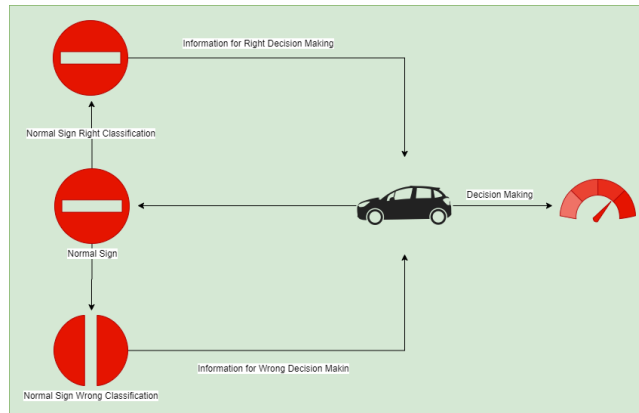 Information for Right Decision Making
Normal Sign Right Classification
Decision Making
Normal Sign
Information for Wrong Decision Makin
Normal Sign Wrong Classification